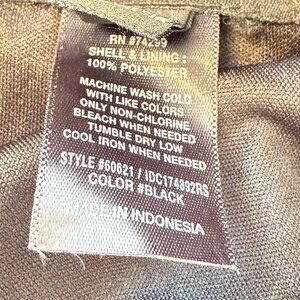 RN #74299
SHELL & LINING :
100% POLYESTER
MACHINE WASH COLD
WITH LIKE COLORS
ONLY NON-CHLORINE
BLEACH WHEN NEEDED
TUMBLE DRY LOW
COOL IRON WHEN NEEDED
STYLE #60621 / IDC174892RS
COLOR #BLACK
MADE IN INDONESIA